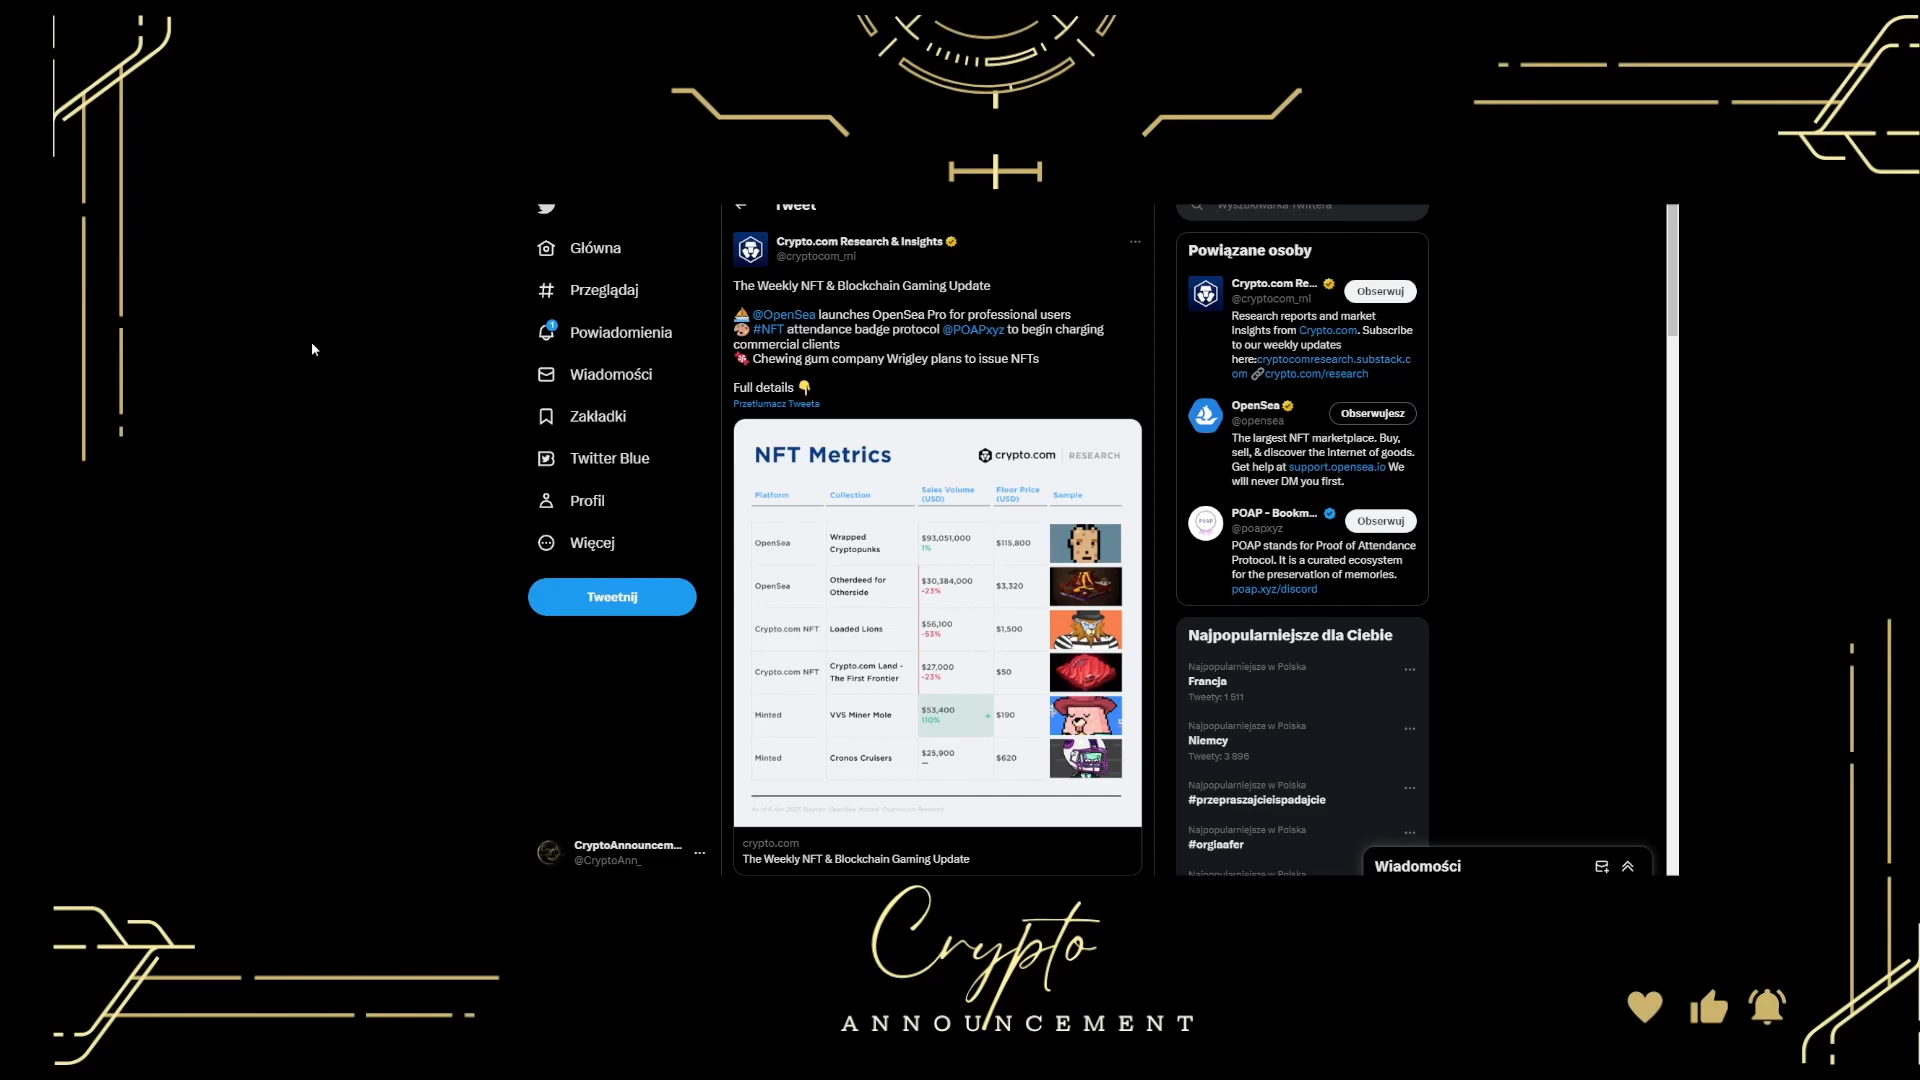 Tweet
Główna
Przeglądaj
1
Powiadomienia
Wiadomości
Zakładki
Twitter Blue
Profil
Więcej
Tweetnij
CryptoAnnouncem...
@CryptoAnn_
Crypto.com Research & Insights
@cryptocom_rni
The Weekly NFT & Blockchain Gaming Update
@OpenSea launches OpenSea Pro for professional users
#NFT attendance badge protocol @POAPxyz to begin charging
commercial clients
Chewing gum company Wrigley plans to issue NFTs
Full details
Przetłumacz Tweeta
NFT Metrics
crypto.com RESEARCH
Platform Collection Sales Volume (USD) Floor Price (USD) Sample
OpenSea Wrapped Cryptopunks $93,051,000 1% $115,800
OpenSea Otherdeed for Otherside $30,384,000 -23% $3,320
Crypto.com NFT Loaded Lions $56,100 -53% $1,500
Crypto.com NFT Crypto.com Land - The First Frontier $27,000 -23% $50
Minted VVS Miner Mole $53,400 110% $190
Minted Cronos Cruisers $25,900 — $620
crypto.com
The Weekly NFT & Blockchain Gaming Update
Wyszukiwarka Twittera
Powiązane osoby
Crypto.com Re...
@cryptocom_rni
Obserwuj
Research reports and market
insights from Crypto.com. Subscribe
to our weekly updates
here:cryptocomresearch.substack.c
om crypto.com/research
OpenSea
@opensea
Obserwujesz
The largest NFT marketplace. Buy,
sell, & discover the internet of goods.
Get help at support.opensea.io We
will never DM you first.
POAP
POAP - Bookm...
@poapxyz
Obserwuj
POAP stands for Proof of Attendance
Protocol. It is a curated ecosystem
for the preservation of memories.
poap.xyz/discord
Najpopularniejsze dla Ciebie
Najpopularniejsze w Polska
Francja
Tweety: 1 511
Najpopularniejsze w Polska
Niemcy
Tweety: 3 896
Najpopularniejsze w Polska
#przepraszajcieispadajcie
Najpopularniejsze w Polska
#orgiaafer
Najpopularniejsze w Polska
Wiadomości
Crypto
ANNOUNCEMENT